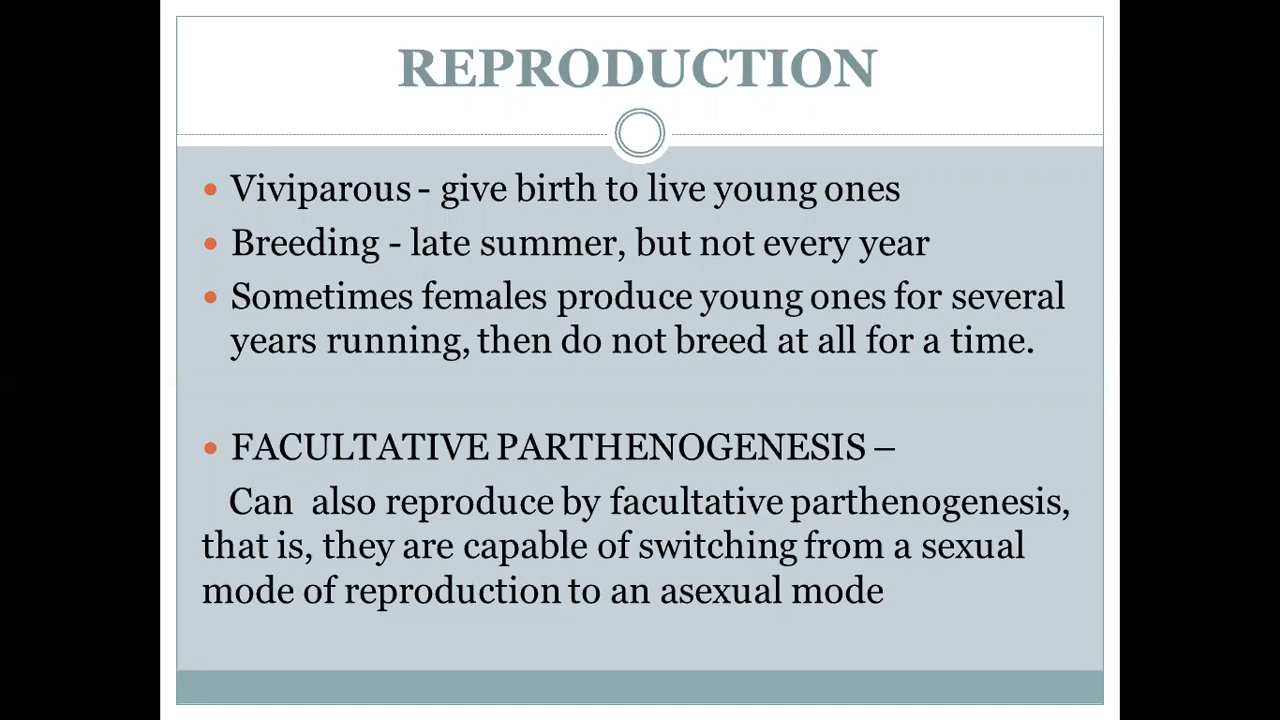 REPRODUCTION
Viviparous - give birth to live young ones
Breeding - late summer, but not every year
Sometimes females produce young ones for several
years running, then do not breed at all for a time.
FACULTATIVE PARTHENOGENESIS –
Can also reproduce by facultative parthenogenesis,
that is, they are capable of switching from a sexual
mode of reproduction to an asexual mode